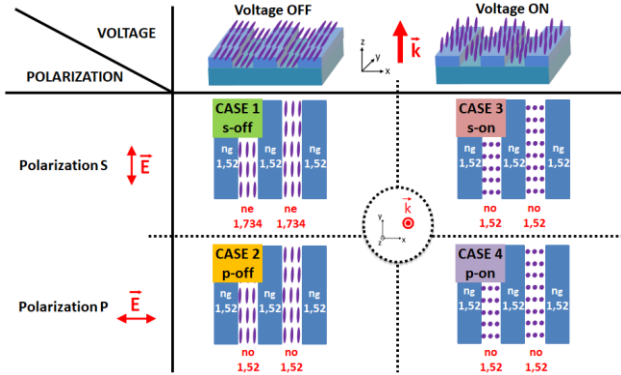 VOLTAGE
POLARIZATION
Voltage OFF
Voltage ON
z
y
x
k
Polarization S
E
CASE 1
s-off
ng
1,52
ng
1,52
ng
1,52
ne
1,734
ne
1,734
CASE 3
s-on
ng
1,52
ng
1,52
ng
1,52
no
1,52
no
1,52
k
y
z
x
Polarization P
E
CASE 2
p-off
ng
1,52
ng
1,52
ng
1,52
no
1,52
no
1,52
CASE 4
p-on
ng
1,52
ng
1,52
ng
1,52
no
1,52
no
1,52